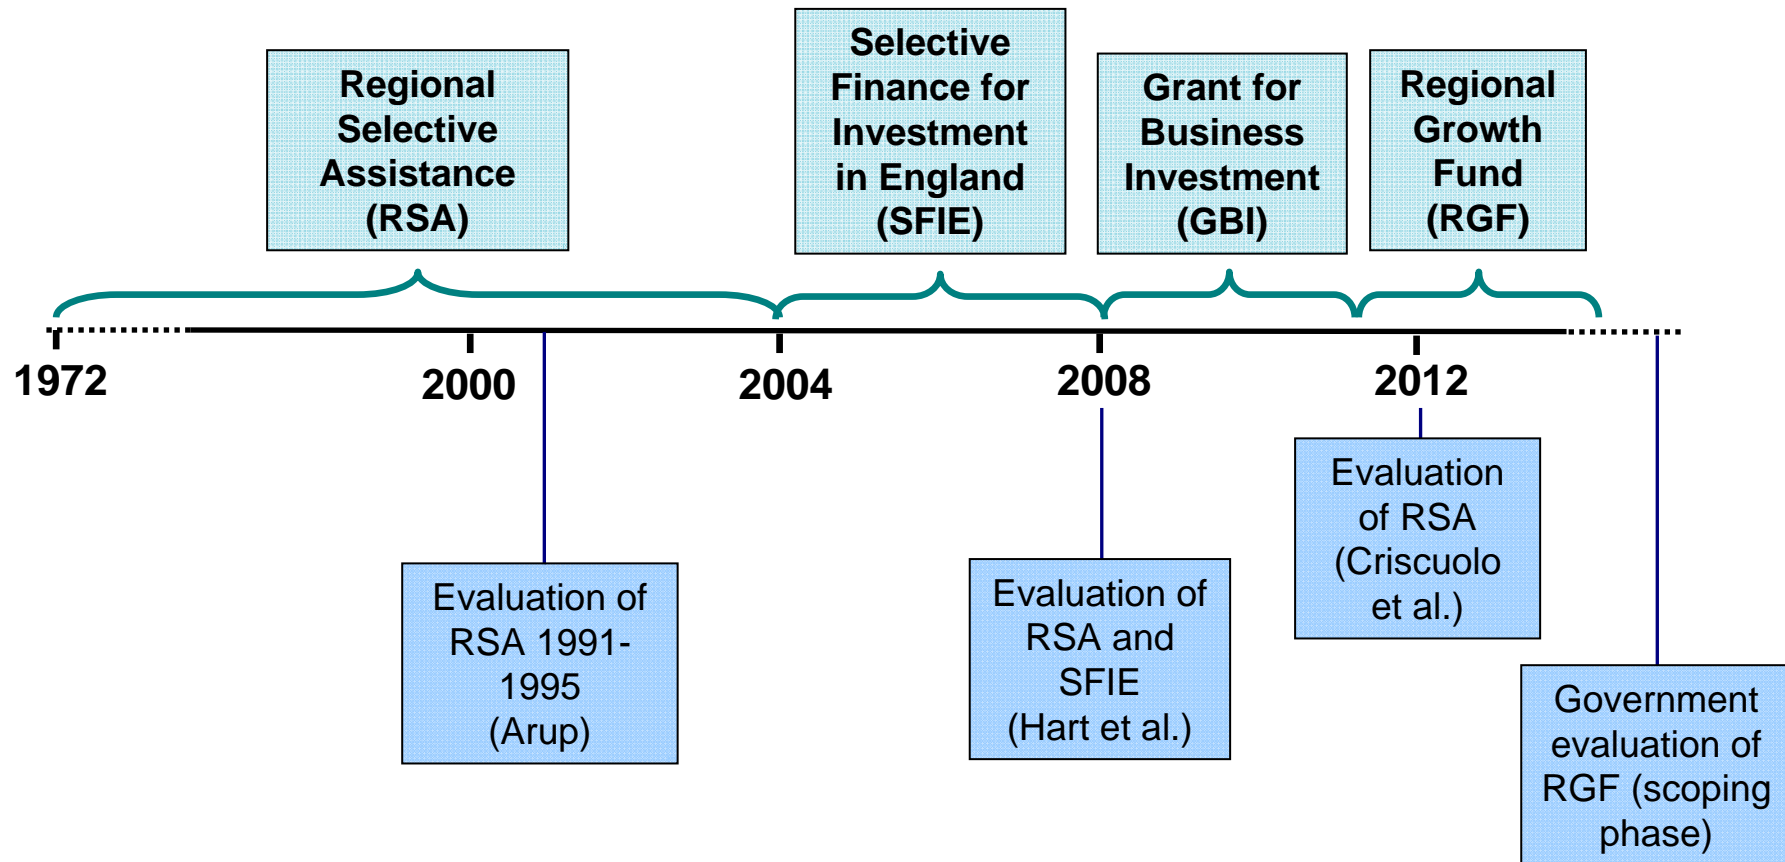 Regional
Selective
Assistance
(RSA)
Selective
Finance for
Investment
in England
(SFIE)
Grant for
Business
Investment
(GBI)
Regional
Growth
Fund
(RGF)
1972
2000
2004
2008
2012
Evaluation of
RSA 1991-
1995
(Arup)
Evaluation of
RSA and
SFIE
(Hart et al.)
Evaluation
of RSA
(Criscuolo
et al.)
Government
evaluation of
RGF (scoping
phase)